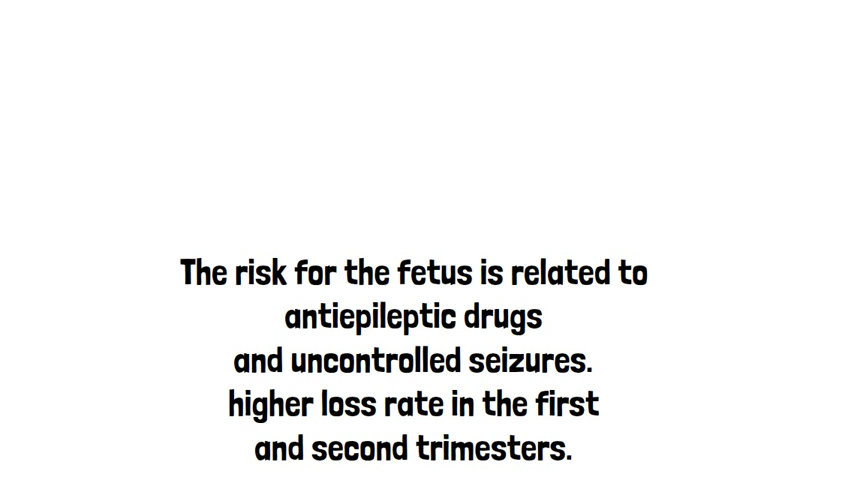 The risk for the fetus is related to
antiepileptic drugs
and uncontrolled seizures.
higher loss rate in the first
and second trimesters.